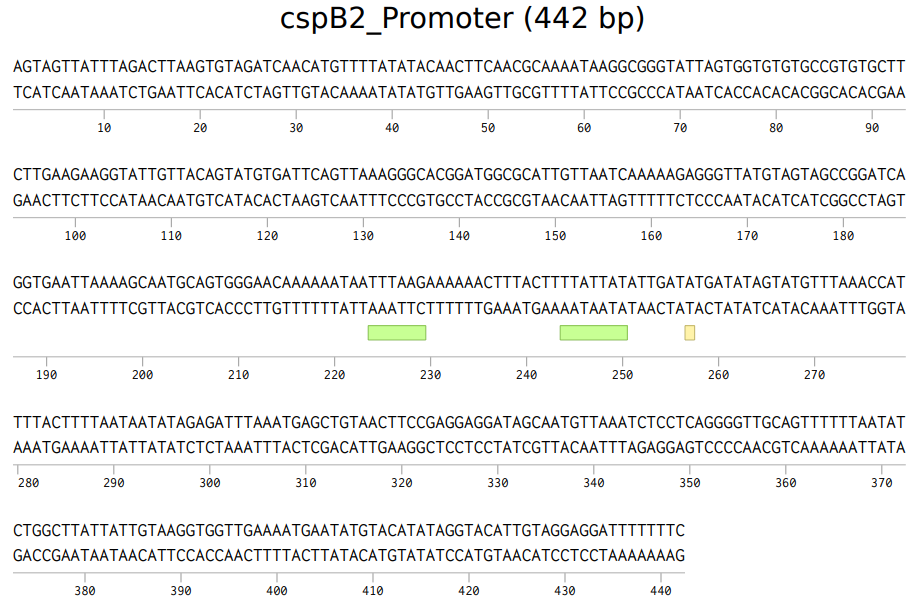 cspB2_Promoter (442 bp)
AGTAGTTATTTAGACTTAAGTGTAGATCAACATGTTTTATATACAACTTCAACGCAAAATAAGGCGGGTATTAGTGGTGTGTGCCGTGTGCTT
TCATCAATAAATCTGAATTCACATCTAGTTGTACAAAATATATGTTGAAGTTGCGTTTTATTCCGCCCATAATCACCACACACGGCACACGAA
10 20 30 40 50 60 70 80 90
CTTGAAGAAGGTATTGTTACAGTATGTGATTCAGTTAAAGGGCACGGATGGCGCATTGTTAATCAAAAAGAGGGTTATGTAGTAGCCGGATCA
GAACTTCTTCCATAACAATGTCATACACTAAGTCAATTTCCCGTGCCTACCGCGTAACAATTAGTTTTTCTCCCAATACATCATCGGCCTAGT
100 110 120 130 140 150 160 170 180
GGTGAATTAAAAGCAATGCAGTGGGAACAAAAAATAATTTAAGAAAAAACTTTACTTTTATTATATTGATATGATATAGTATGTTTAAACCAT
CCACTTAATTTTCGTTACGTCACCCTTGTTTTTTATTAAATTCTTTTTTGAAATGAAAATAATATAACTATACTATATCATACAAATTTGGTA
190 200 210 220 230 240 250 260 270
TTTACTTTTAATAATATAGAGATTTAAATGAGCTGTAACTTCCGAGGAGGATAGCAATGTTAAATCTCCTCAGGGGTTGCAGTTTTTTAATAT
AAATGAAAATTATTATATCTCTAAATTTACTCGACATTGAAGGCTCCTCCTATCGTTACAATTTAGAGGAGTCCCCAACGTCAAAAAATTATA
280 290 300 310 320 330 340 350 360 370
CTGGCTTATTATTGTAAGGTGGTTGAAAATGAATATGTACATATAGGTACATTGTAGGAGGATTTTTTTC
GACCGAATAATAACATTCCACCAACTTTTACTTATACATGTATATCCATGTAACATCCTCCTAAAAAAAG
380 390 400 410 420 430 440